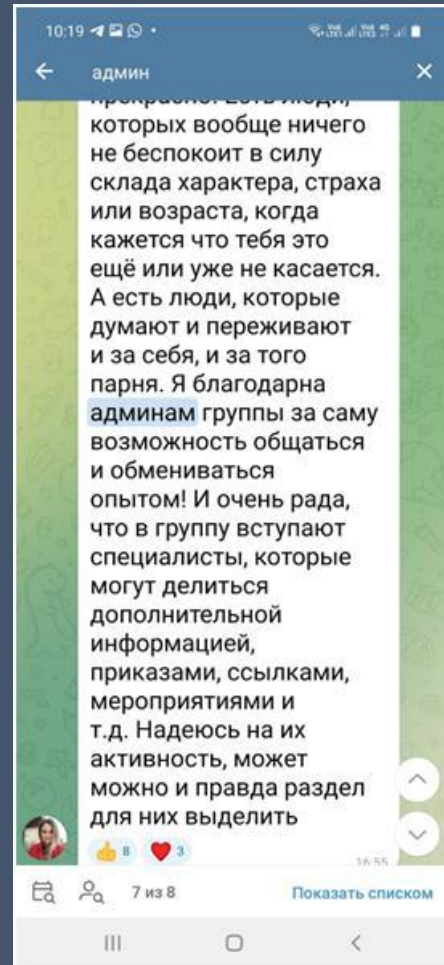 10:19
админ
прекрасно! Есть люди,
которых вообще ничего
не беспокоит в силу
склада характера, страха
или возраста, когда
кажется что тебя это
ещё или уже не касается.
А есть люди, которые
думают и переживают
и за себя, и за того
парня. Я благодарна
админам группы за саму
возможность общаться
и обмениваться
опытом! И очень рада,
что в группу вступают
специалисты, которые
могут делиться
дополнительной
информацией,
приказами, ссылками,
мероприятиями и
т.д. Надеюсь на их
активность, может
можно и правда раздел
для них выделить
8 3
16:55
7 из 8 Показать списком